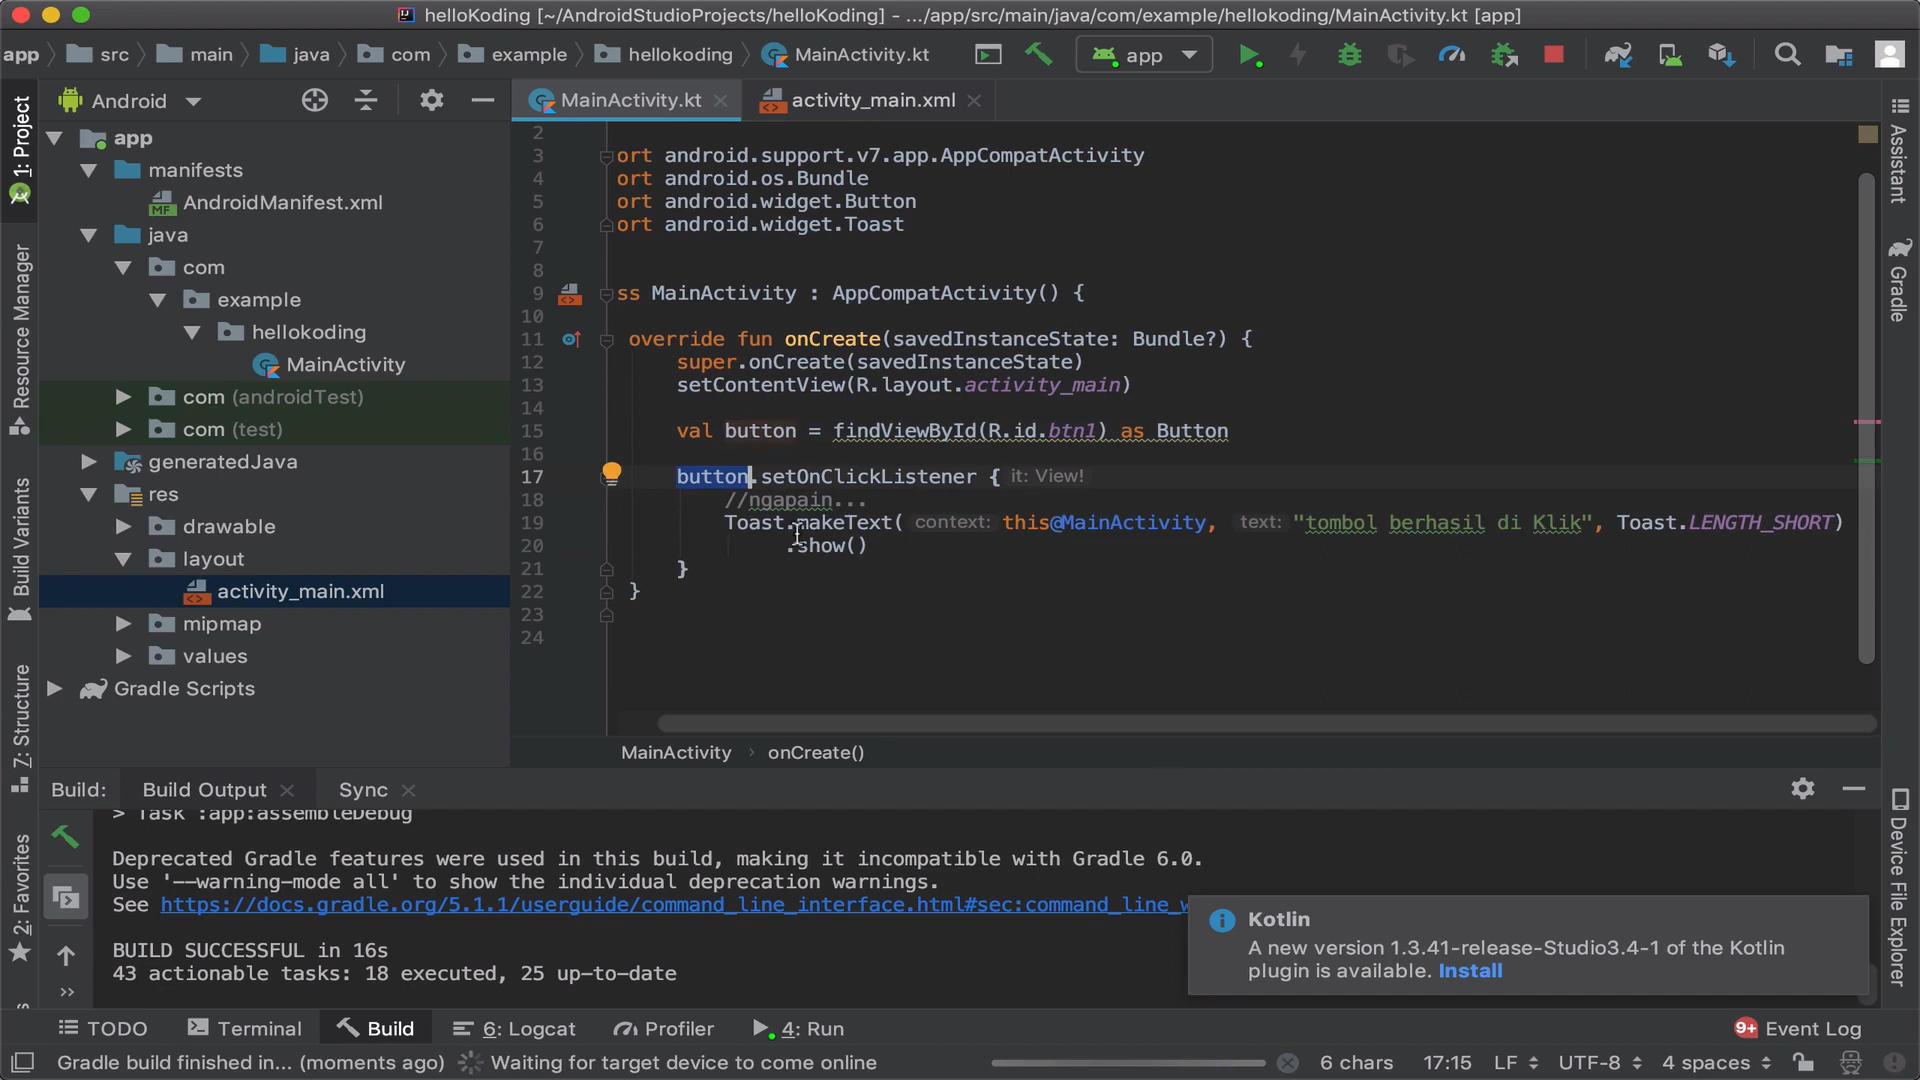 helloKoding [~/AndroidStudioProjects/helloKoding] - .../app/src/main/java/com/example/hellokoding/MainActivity.kt [app]
app src main java com example hellokoding MainActivity.kt app
Android
MainActivity.kt
activity_main.xml
1: Project
Resource Manager
Build Variants
Z: Structure
2: Favorites
app
manifests
AndroidManifest.xml
java
com
example
hellokoding
MainActivity
com (androidTest)
com (test)
generatedJava
res
drawable
layout
activity_main.xml
mipmap
values
Gradle Scripts
2
3 ort android.support.v7.app.AppCompatActivity
4 ort android.os.Bundle
5 ort android.widget.Button
6 ort android.widget.Toast
7
8
9 ss MainActivity : AppCompatActivity() {
10
11 override fun onCreate(savedInstanceState: Bundle?) {
12 super.onCreate(savedInstanceState)
13 setContentView(R.layout.activity_main)
14
15 val button = findViewById(R.id.btn1) as Button
16
17 button.setOnClickListener { it: View!
18 //ngapain...
19 Toast.makeText( context: this@MainActivity, text: "tombol berhasil di Klik", Toast.LENGTH_SHORT)
20 .show()
21 }
22 }
23
24
MainActivity › onCreate()
Assistant
Gradle
Device File Explorer
Build: Build Output Sync
> Task :app:assembleDebug
Deprecated Gradle features were used in this build, making it incompatible with Gradle 6.0.
Use '--warning-mode all' to show the individual deprecation warnings.
See https://docs.gradle.org/5.1.1/userguide/command_line_interface.html#sec:command_line_w
BUILD SUCCESSFUL in 16s
43 actionable tasks: 18 executed, 25 up-to-date
Kotlin
A new version 1.3.41-release-Studio3.4-1 of the Kotlin
plugin is available. Install
TODO Terminal Build 6: Logcat Profiler 4: Run 9+ Event Log
Gradle build finished in... (moments ago) Waiting for target device to come online 6 chars 17:15 LF UTF-8 4 spaces